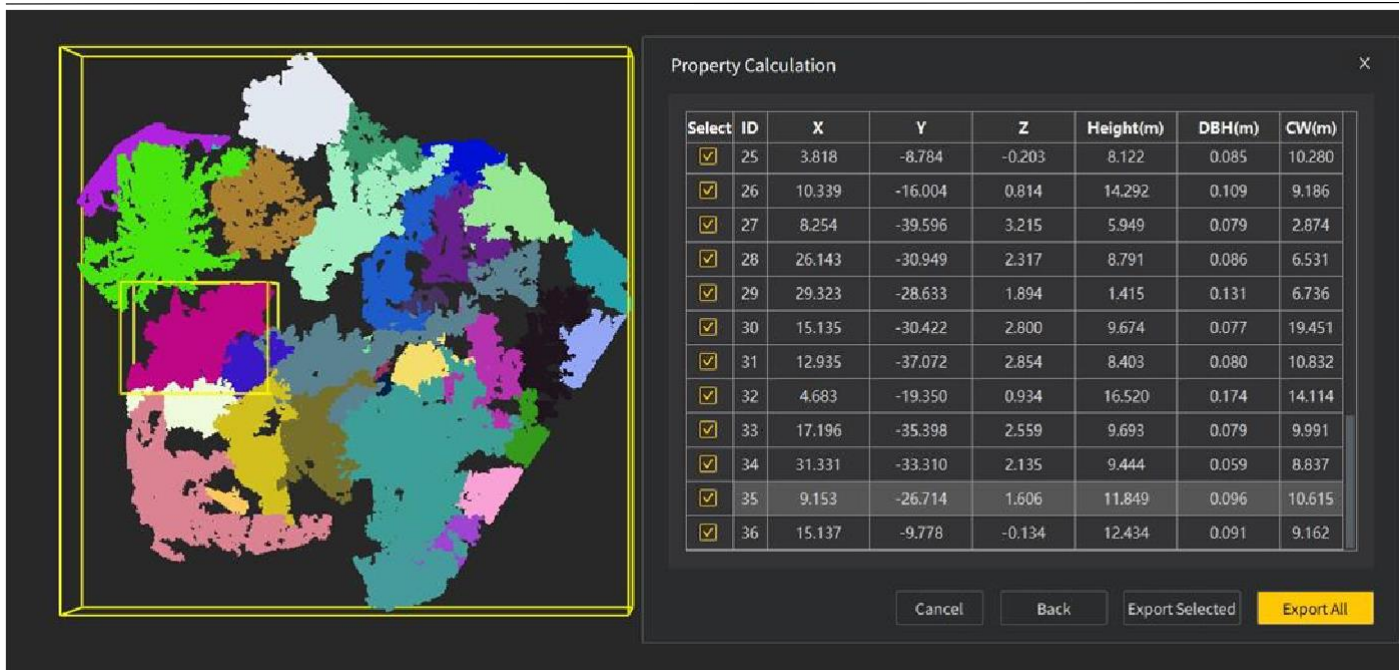 Property Calculation X
Select ID X Y Z Height(m) DBH(m) CW(m)
25 3.818 -8.784 -0.203 8.122 0.085 10.280
26 10.339 -16.004 0.814 14.292 0.109 9.186
27 8.254 -39.596 3.215 5.949 0.079 2.874
28 26.143 -30.949 2.317 8.791 0.086 6.531
29 29.323 -28.633 1.894 1.415 0.131 6.736
30 15.135 -30.422 2.800 9.674 0.077 19.451
31 12.935 -37.072 2.854 8.403 0.080 10.832
32 4.683 -19.350 0.934 16.520 0.174 14.114
33 17.196 -35.398 2.559 9.693 0.079 9.991
34 31.331 -33.310 2.135 9.444 0.059 8.837
35 9.153 -26.714 1.606 11.849 0.096 10.615
36 15.137 -9.778 -0.134 12.434 0.091 9.162
Cancel Back Export Selected Export All